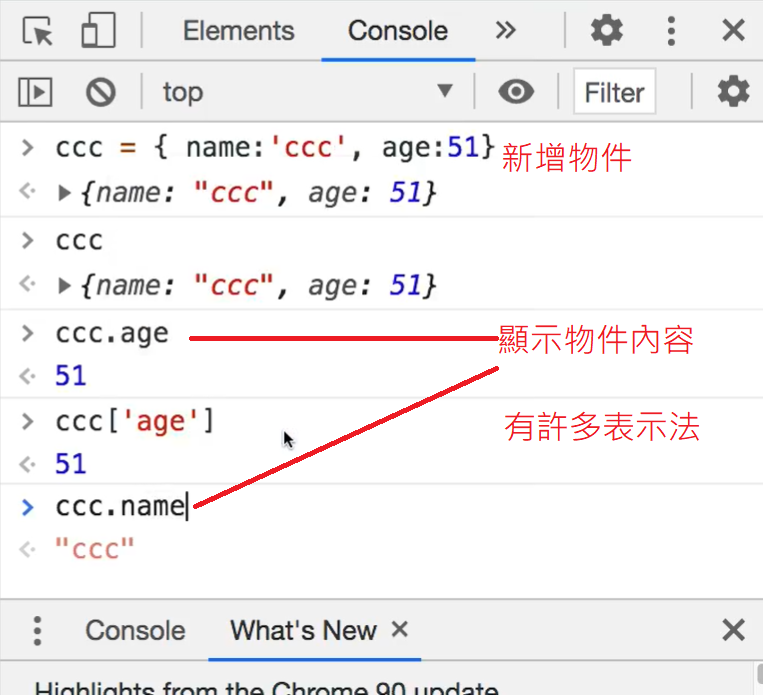 Elements Console
top Filter
ccc = { name:'ccc', age:51} 新增物件
{name: "ccc", age: 51}
ccc
{name: "ccc", age: 51}
ccc.age 顯示物件內容
51
ccc['age'] 有許多表示法
51
ccc.name
"ccc"
Console What's New
Highlights from the Chrome 90 update